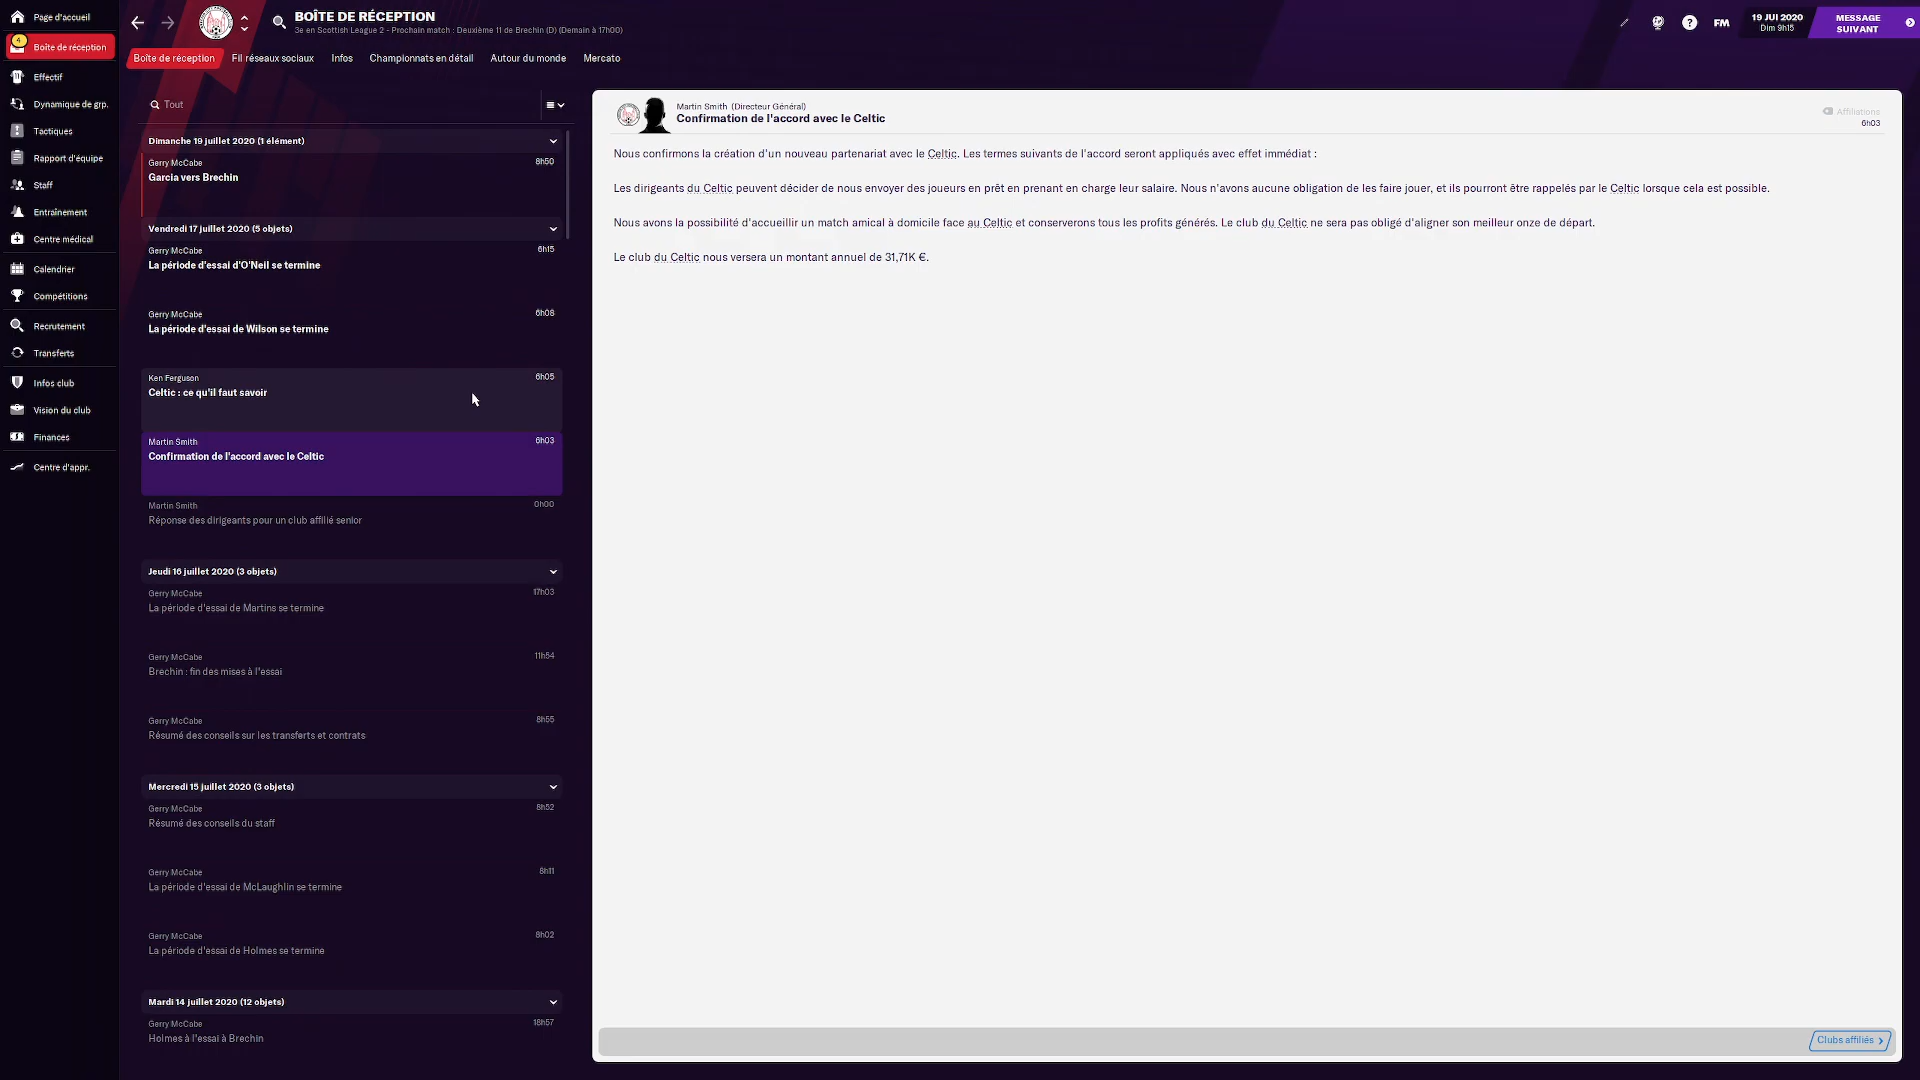 Page d'accueil
4
Boîte de réception
Effectif
Dynamique de grp.
Tactiques
Rapport d'équipe
Staff
Entraînement
Centre médical
Calendrier
Compétitions
Recrutement
Transferts
Infos club
Vision du club
Finances
Centre d'appr.
BOÎTE DE RÉCEPTION
3e en Scottish League 2 - Prochain match : Deuxième 11 de Brechin (D) (Demain à 17h00)
FM
19 JUI 2020
Dim 9h15
MESSAGE
SUIVANT
Boîte de réception
Fil réseaux sociaux
Infos
Championnats en détail
Autour du monde
Mercato
Tout
Dimanche 19 juillet 2020 (1 élément)
Gerry McCabe 8h50
Garcia vers Brechin
Vendredi 17 juillet 2020 (5 objets)
Gerry McCabe 6h15
La période d'essai d'O'Neil se termine
Gerry McCabe 6h08
La période d'essai de Wilson se termine
Ken Ferguson 6h05
Celtic : ce qu'il faut savoir
Martin Smith 6h03
Confirmation de l'accord avec le Celtic
Martin Smith 0h00
Réponse des dirigeants pour un club affilié senior
Jeudi 16 juillet 2020 (3 objets)
Gerry McCabe 17h03
La période d'essai de Martins se termine
Gerry McCabe 11h54
Brechin : fin des mises à l'essai
Gerry McCabe 8h55
Résumé des conseils sur les transferts et contrats
Mercredi 15 juillet 2020 (3 objets)
Gerry McCabe 8h52
Résumé des conseils du staff
Gerry McCabe 8h11
La période d'essai de McLaughlin se termine
Gerry McCabe 8h02
La période d'essai de Holmes se termine
Mardi 14 juillet 2020 (12 objets)
Gerry McCabe 18h57
Holmes à l'essai à Brechin
Martin Smith (Directeur Général)
Confirmation de l'accord avec le Celtic
Affiliations
6h03
Nous confirmons la création d'un nouveau partenariat avec le Celtic. Les termes suivants de l'accord seront appliqués avec effet immédiat :
Les dirigeants du Celtic peuvent décider de nous envoyer des joueurs en prêt en prenant en charge leur salaire. Nous n'avons aucune obligation de les faire jouer, et ils pourront être rappelés par le Celtic lorsque cela est possible.
Nous avons la possibilité d'accueillir un match amical à domicile face au Celtic et conserverons tous les profits générés. Le club du Celtic ne sera pas obligé d'aligner son meilleur onze de départ.
Le club du Celtic nous versera un montant annuel de 31,71K €.
Clubs affiliés